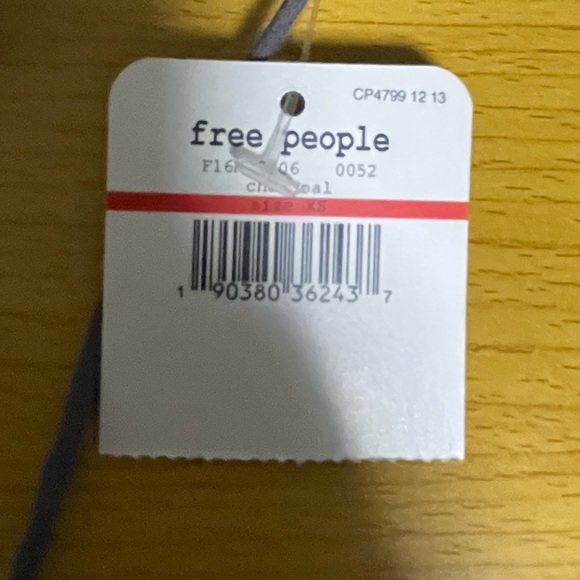 CP4799 12 13
free people
0052
size XS
1 90380 36243 7